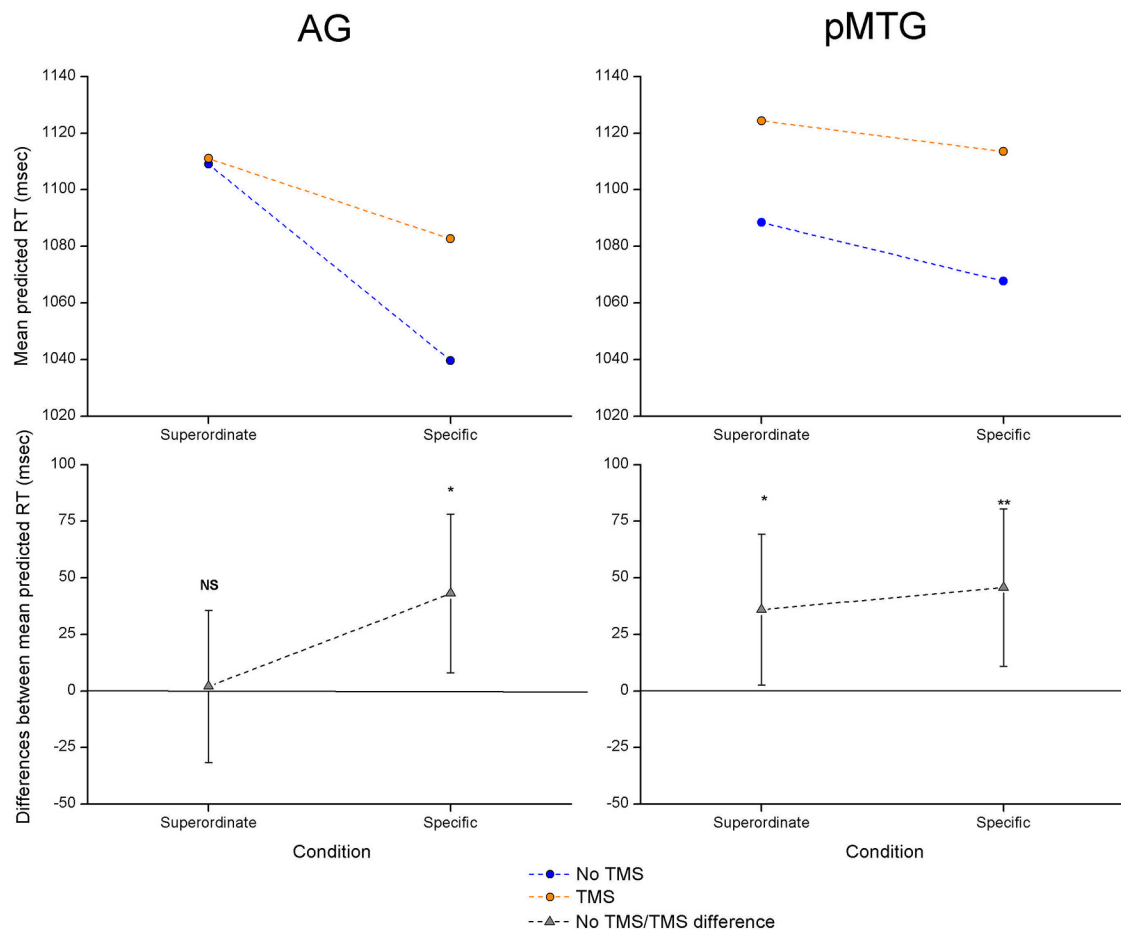 AG
pMTG
Mean predicted RT (msec)
1140
1120
1100
1080
1060
1040
1020
Superordinate
Specific
1140
1120
1100
1080
1060
1040
1020
Superordinate
Specific
Differences between mean predicted RT (msec)
100
75
50
25
0
-25
-50
NS
*
Superordinate
Specific
Condition
100
75
50
25
0
-25
-50
*
**
Superordinate
Specific
Condition
No TMS
TMS
No TMS/TMS difference